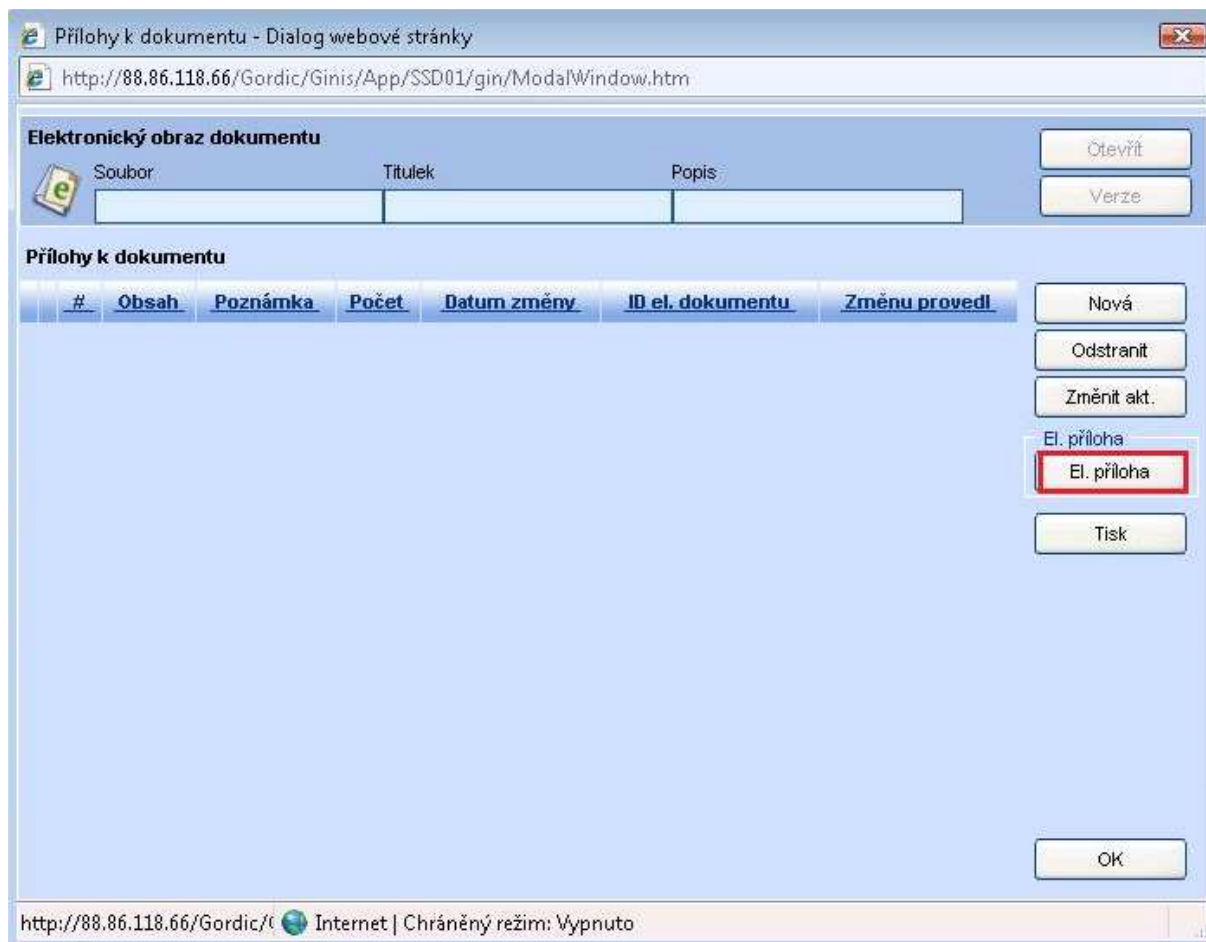 Přílohy k dokumentu - Dialog webové stránky
http://88.86.118.66/Gordic/Ginis/App/SSD01/gin/ModalWindow.htm
Elektronický obraz dokumentu
Soubor Titulek Popis
Otevřít
Verze
Přílohy k dokumentu
# Obsah Poznámka Počet Datum změny ID el. dokumentu Změnu provedl
Nová
Odstranit
Změnit akt.
El. příloha
El. příloha
Tisk
OK
http://88.86.118.66/Gordic/( Internet | Chráněný režim: Vypnuto